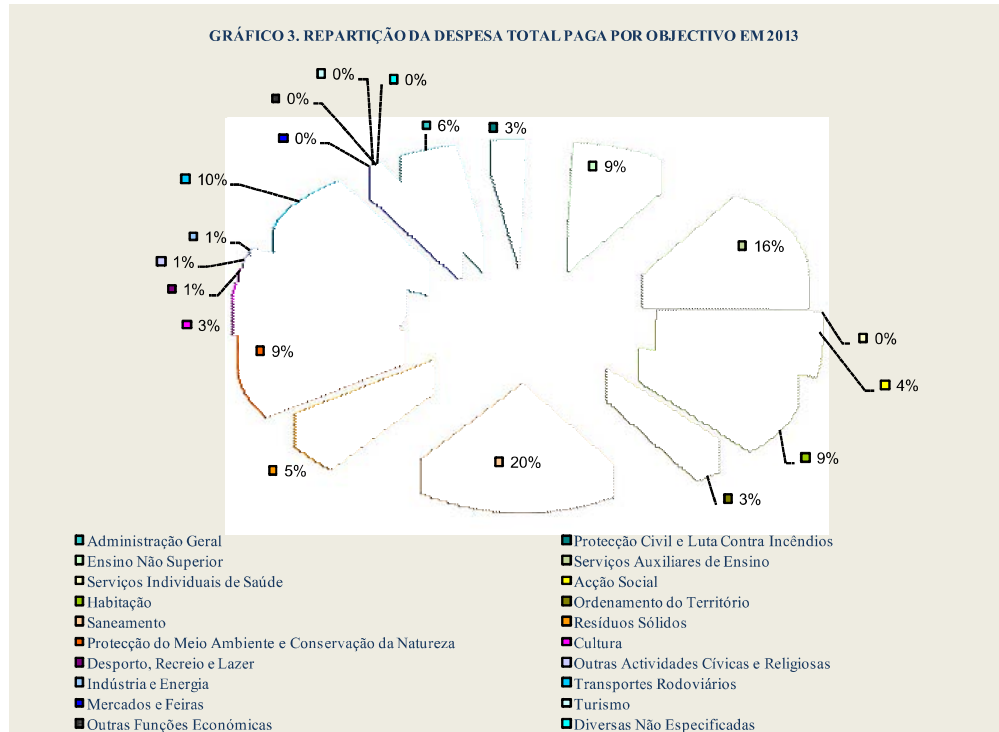 GRÁFICO 3. REPARTIÇÃO DA DESPESA TOTAL PAGA POR OBJECTIVO EM 2013
0%
0%
0%
0%
6%
3%
9%
10%
16%
1%
1%
1%
3%
0%
9%
4%
5%
20%
9%
3%
Administração Geral
Protecção Civil e Luta Contra Incêndios
Ensino Não Superior
Serviços Auxiliares de Ensino
Serviços Individuais de Saúde
Acção Social
Habitação
Ordenamento do Território
Saneamento
Resíduos Sólidos
Protecção do Meio Ambiente e Conservação da Natureza
Cultura
Desporto, Recreio e Lazer
Outras Actividades Cívicas e Religiosas
Indústria e Energia
Transportes Rodoviários
Mercados e Feiras
Turismo
Outras Funções Económicas
Diversas Não Especificadas